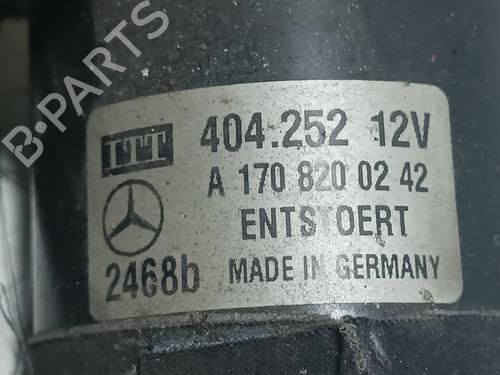 B-PARTS
ITT 404.252 12V
A 170 820 02 42
ENTSTOERT
2468b MADE IN GERMANY